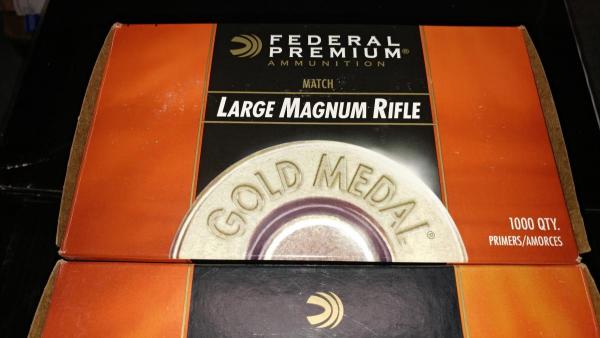 FEDERAL
PREMIUM®
AMMUNITION
MATCH
LARGE MAGNUM RIFLE
GOLD MEDAL®
1000 QTY.
PRIMERS/AMORCES